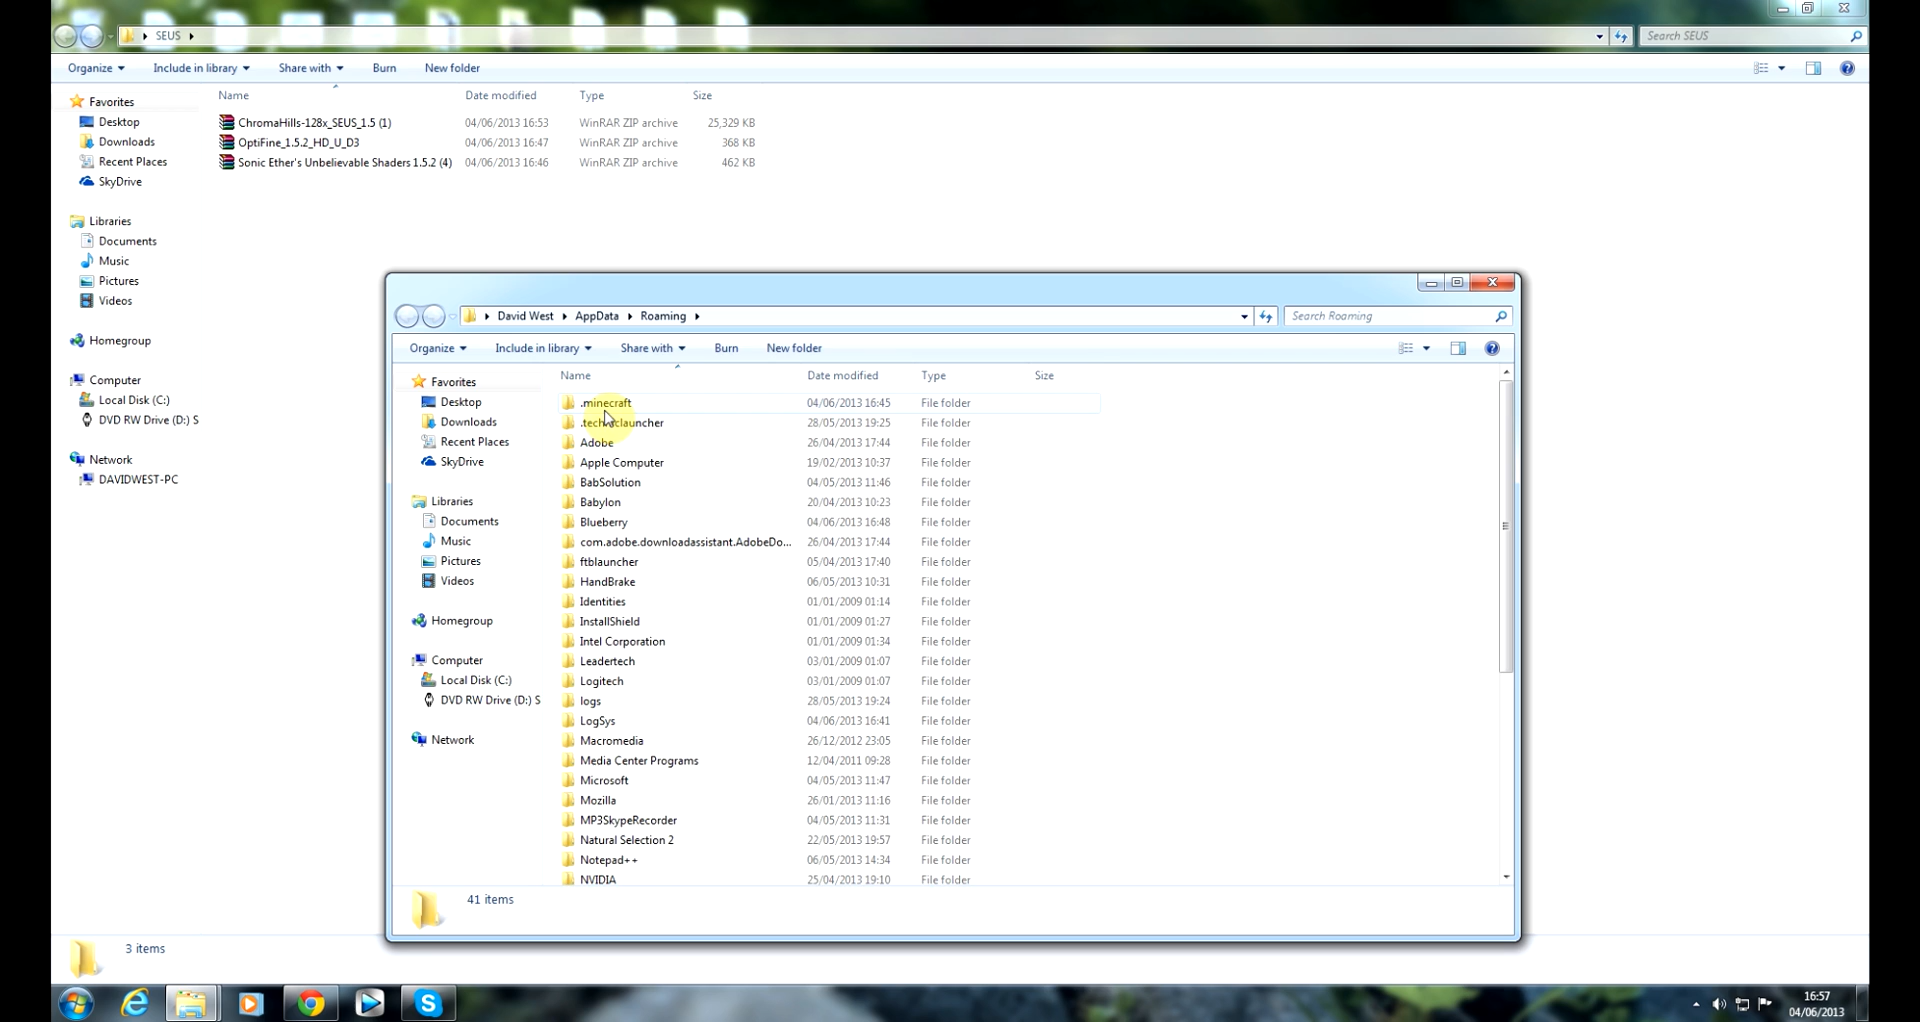 SEUS
Search SEUS
Organize
Include in library
Share with
Burn
New folder
Name
Date modified
Type
Size
Favorites
Desktop
Downloads
Recent Places
SkyDrive
Libraries
Documents
Music
Pictures
Videos
Homegroup
Computer
Local Disk (C:)
DVD RW Drive (D:) S
Network
DAVIDWEST-PC
ChromaHills-128x_SEUS_1.5 (1) 04/06/2013 16:53 WinRAR ZIP archive 25,329 KB
OptiFine_1.5.2_HD_U_D3 04/06/2013 16:47 WinRAR ZIP archive 368 KB
Sonic Ether's Unbelievable Shaders 1.5.2 (4) 04/06/2013 16:46 WinRAR ZIP archive 462 KB
David West AppData Roaming
Search Roaming
Organize
Include in library
Share with
Burn
New folder
Favorites
Desktop
Downloads
Recent Places
SkyDrive
Libraries
Documents
Music
Pictures
Videos
Homegroup
Computer
Local Disk (C:)
DVD RW Drive (D:) S
Network
Name Date modified Type Size
.minecraft 04/06/2013 16:45 File folder
28/05/2013 19:25 File folder
Adobe 26/04/2013 17:44 File folder
Apple Computer 19/02/2013 10:37 File folder
BabSolution 04/05/2013 11:46 File folder
Babylon 20/04/2013 10:23 File folder
Blueberry 04/06/2013 16:48 File folder
com.adobe.downloadassistant.AdobeDo... 26/04/2013 17:44 File folder
ftblauncher 05/04/2013 17:40 File folder
HandBrake 06/05/2013 10:31 File folder
Identities 01/01/2009 01:14 File folder
InstallShield 01/01/2009 01:27 File folder
Intel Corporation 01/01/2009 01:34 File folder
Leadertech 03/01/2009 01:07 File folder
Logitech 03/01/2009 01:07 File folder
logs 28/05/2013 19:24 File folder
LogSys 04/06/2013 16:41 File folder
Macromedia 26/12/2012 23:05 File folder
Media Center Programs 12/04/2011 09:28 File folder
Microsoft 04/05/2013 11:47 File folder
Mozilla 26/01/2013 11:16 File folder
MP3SkypeRecorder 04/05/2013 11:31 File folder
Natural Selection 2 22/05/2013 19:57 File folder
Notepad++ 06/05/2013 14:34 File folder
NVIDIA 25/04/2013 19:10 File folder
41 items
3 items
16:57
04/06/2013